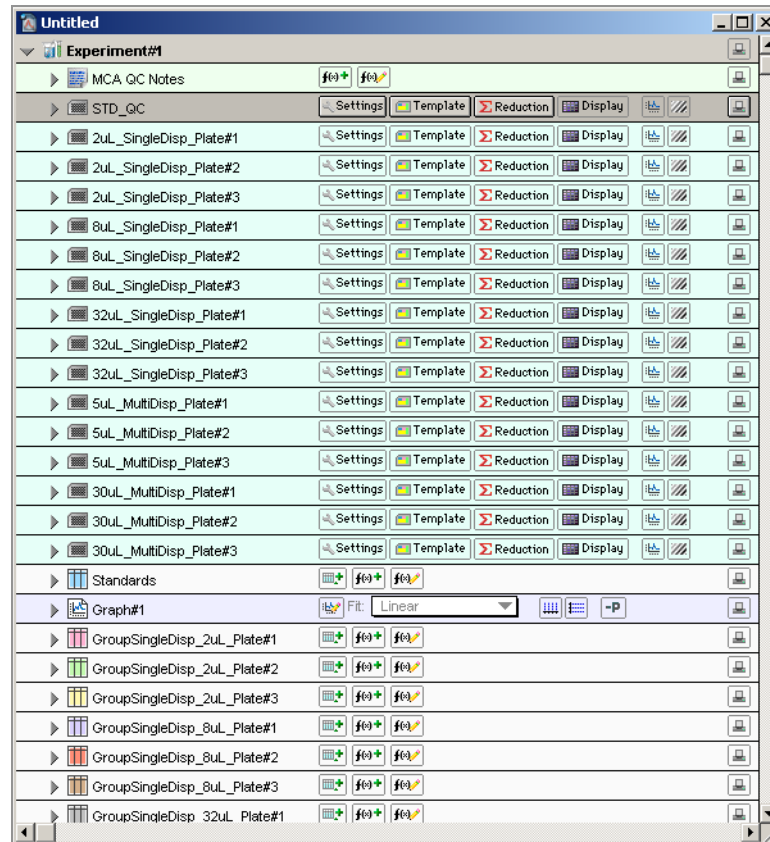 Untitled
Experiment#1
MCA QC Notes f(x) f(x)
STD_QC Settings Template Reduction Display
2uL_SingleDisp_Plate#1 Settings Template Reduction Display
2uL_SingleDisp_Plate#2 Settings Template Reduction Display
2uL_SingleDisp_Plate#3 Settings Template Reduction Display
8uL_SingleDisp_Plate#1 Settings Template Reduction Display
8uL_SingleDisp_Plate#2 Settings Template Reduction Display
8uL_SingleDisp_Plate#3 Settings Template Reduction Display
32uL_SingleDisp_Plate#1 Settings Template Reduction Display
32uL_SingleDisp_Plate#2 Settings Template Reduction Display
32uL_SingleDisp_Plate#3 Settings Template Reduction Display
5uL_MultiDisp_Plate#1 Settings Template Reduction Display
5uL_MultiDisp_Plate#2 Settings Template Reduction Display
5uL_MultiDisp_Plate#3 Settings Template Reduction Display
30uL_MultiDisp_Plate#1 Settings Template Reduction Display
30uL_MultiDisp_Plate#2 Settings Template Reduction Display
30uL_MultiDisp_Plate#3 Settings Template Reduction Display
Standards f(x) f(x)
Graph#1 Fit: Linear -P
GroupSingleDisp_2uL_Plate#1 f(x) f(x)
GroupSingleDisp_2uL_Plate#2 f(x) f(x)
GroupSingleDisp_2uL_Plate#3 f(x) f(x)
GroupSingleDisp_8uL_Plate#1 f(x) f(x)
GroupSingleDisp_8uL_Plate#2 f(x) f(x)
GroupSingleDisp_8uL_Plate#3 f(x) f(x)
GroupSingleDisp_32uL_Plate#1 f(x) f(x)